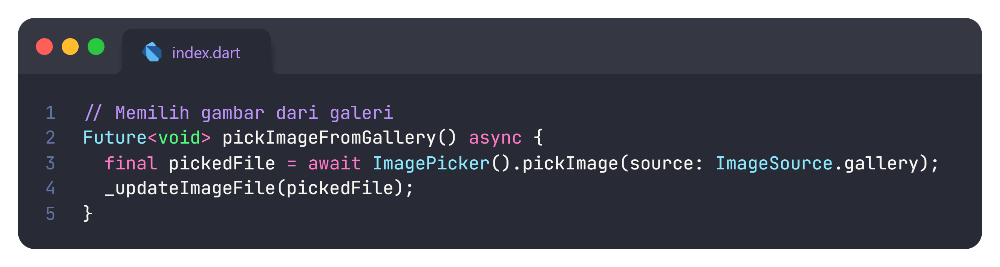 index.dart
1 // Memilih gambar dari galeri
2 Future<void> pickImageFromGallery() async {
3   final pickedFile = await ImagePicker().pickImage(source: ImageSource.gallery);
4   _updateImageFile(pickedFile);
5 }